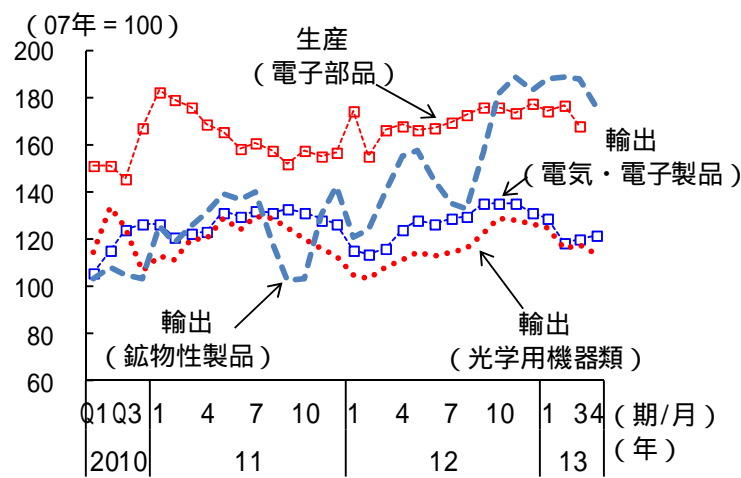 (07年＝100)
200
180
160
140
120
100
80
60
生産
（電子部品）
輸出
（電気・電子製品）
輸出
（鉱物性製品）
輸出
（光学用機器類）
Q1 Q3 1 4 7 10 1 4 7 10 1 3 4 （期/月）
2010 11 12 13 （年）